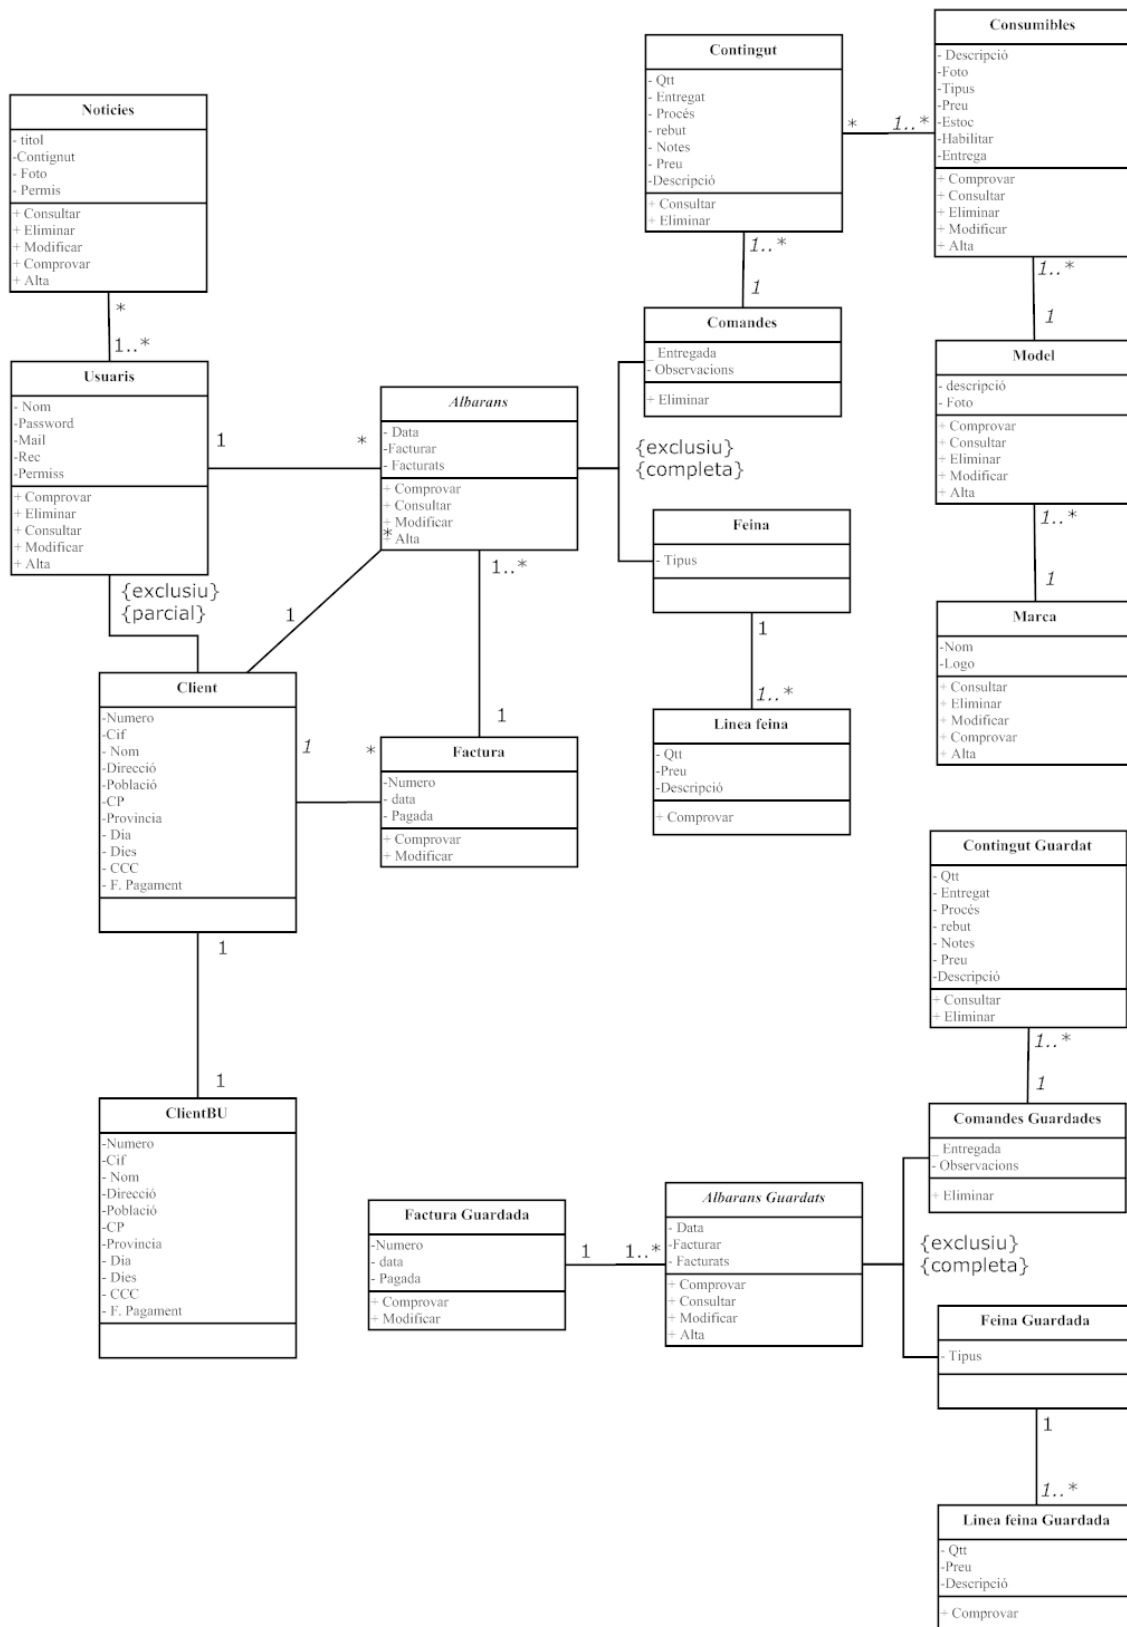 Noticies
- titol
-Contignut
- Foto
- Permis
+ Consultar
+ Eliminar
+ Modificar
+ Comprovar
+ Alta
*
1..*
Usuaris
- Nom
-Password
-Mail
-Rec
-Permiss
+ Comprovar
+ Eliminar
+ Consultar
+ Modificar
+ Alta
1
*
{exclusiu}
{parcial}
Albarans
- Data
-Facturar
- Facturats
+ Comprovar
+ Consultar
+ Modificar
+ Alta
*
1
1..*
1
{exclusiu}
{completa}
Contingut
- Qtt
- Entregat
- Procés
- rebut
- Notes
- Preu
-Descripció
+ Consultar
+ Eliminar
*
1..*
1..*
1
Comandes
_ Entregada
- Observacions
+ Eliminar
Feina
- Tipus
1
1..*
Linea feina
- Qtt
-Preu
-Descripció
+ Comprovar
Consumibles
- Descripció
-Foto
-Tipus
-Preu
-Estoc
-Habilitar
-Entrega
+ Comprovar
+ Consultar
+ Eliminar
+ Modificar
+ Alta
1..*
1
Model
- descripció
- Foto
+ Comprovar
+ Consultar
+ Eliminar
+ Modificar
+ Alta
1..*
1
Marca
-Nom
-Logo
+ Consultar
+ Eliminar
+ Modificar
+ Comprovar
+ Alta
Client
-Numero
-Cif
- Nom
-Direcció
-Població
-CP
-Provincia
- Dia
- Dies
- CCC
- F. Pagament
1
*
Factura
-Numero
- data
- Pagada
+ Comprovar
+ Modificar
1
1
ClientBU
-Numero
-Cif
- Nom
-Direcció
-Població
-CP
-Provincia
- Dia
- Dies
- CCC
- F. Pagament
Factura Guardada
-Numero
- data
- Pagada
+ Comprovar
+ Modificar
1
1..*
Albarans Guardats
- Data
-Facturar
- Facturats
+ Comprovar
+ Consultar
+ Modificar
+ Alta
{exclusiu}
{completa}
Contingut Guardat
- Qtt
- Entregat
- Procés
- rebut
- Notes
- Preu
-Descripció
+ Consultar
+ Eliminar
1..*
1
Comandes Guardades
_ Entregada
- Observacions
+ Eliminar
Feina Guardada
- Tipus
1
1..*
Linea feina Guardada
- Qtt
-Preu
-Descripció
+ Comprovar